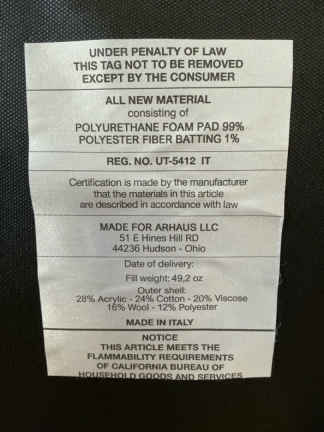 UNDER PENALTY OF LAW
THIS TAG NOT TO BE REMOVED
EXCEPT BY THE CONSUMER
ALL NEW MATERIAL
consisting of
POLYURETHANE FOAM PAD 99%
POLYESTER FIBER BATTING 1%
REG. NO. UT-5412 IT
Certification is made by the manufacturer
that the materials in this article
are described in accordance with law
MADE FOR ARHAUS LLC
51 E Hines Hill RD
44236 Hudson - Ohio
Date of delivery:
Fill weight: 49,2 oz
Outer shell:
28% Acrylic - 24% Cotton - 20% Viscose
16% Wool - 12% Polyester
MADE IN ITALY
NOTICE
THIS ARTICLE MEETS THE
FLAMMABILITY REQUIREMENTS
OF CALIFORNIA BUREAU OF
HOUSEHOLD GOODS AND SERVICES